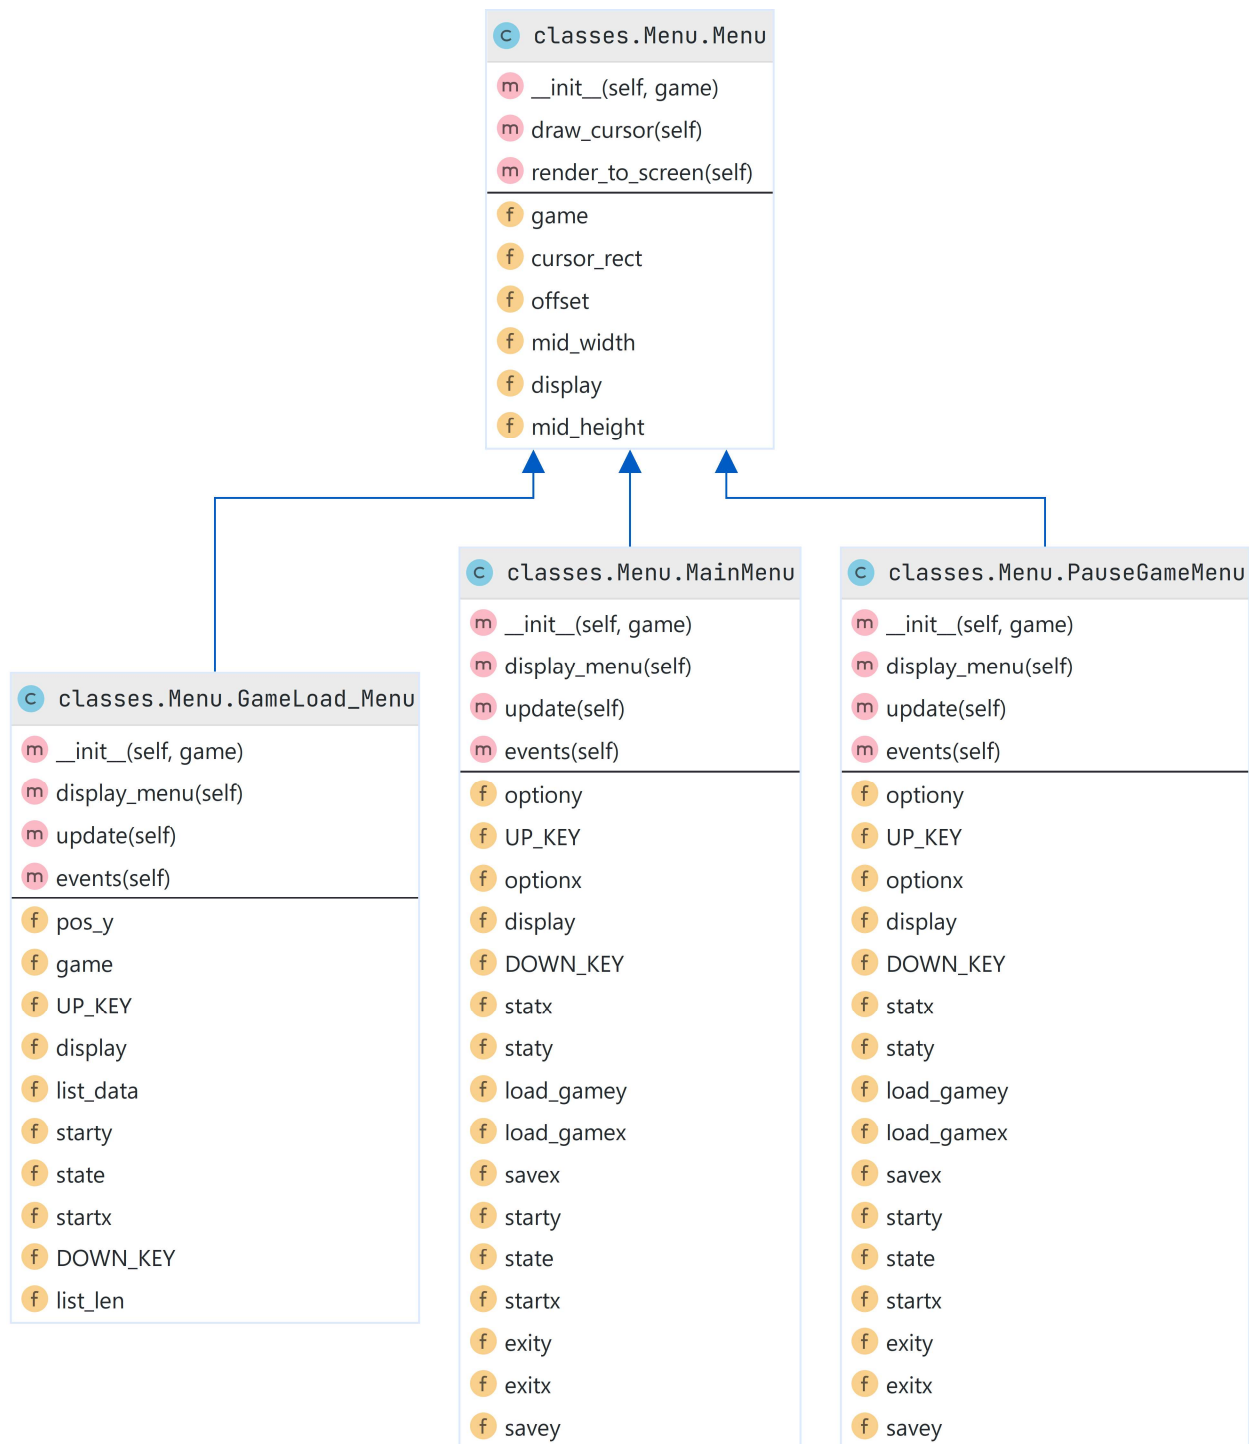 C classes.Menu.Menu
m __init__(self, game)
m draw_cursor(self)
m render_to_screen(self)
f game
f cursor_rect
f offset
f mid_width
f display
f mid_height
C classes.Menu.GameLoad_Menu
m __init__(self, game)
m display_menu(self)
m update(self)
m events(self)
f pos_y
f game
f UP_KEY
f display
f list_data
f starty
f state
f startx
f DOWN_KEY
f list_len
C classes.Menu.MainMenu
m __init__(self, game)
m display_menu(self)
m update(self)
m events(self)
f optiony
f UP_KEY
f optionx
f display
f DOWN_KEY
f statx
f staty
f load_gamey
f load_gamex
f savex
f starty
f state
f startx
f exity
f exitx
f savey
C classes.Menu.PauseGameMenu
m __init__(self, game)
m display_menu(self)
m update(self)
m events(self)
f optiony
f UP_KEY
f optionx
f display
f DOWN_KEY
f statx
f staty
f load_gamey
f load_gamex
f savex
f starty
f state
f startx
f exity
f exitx
f savey